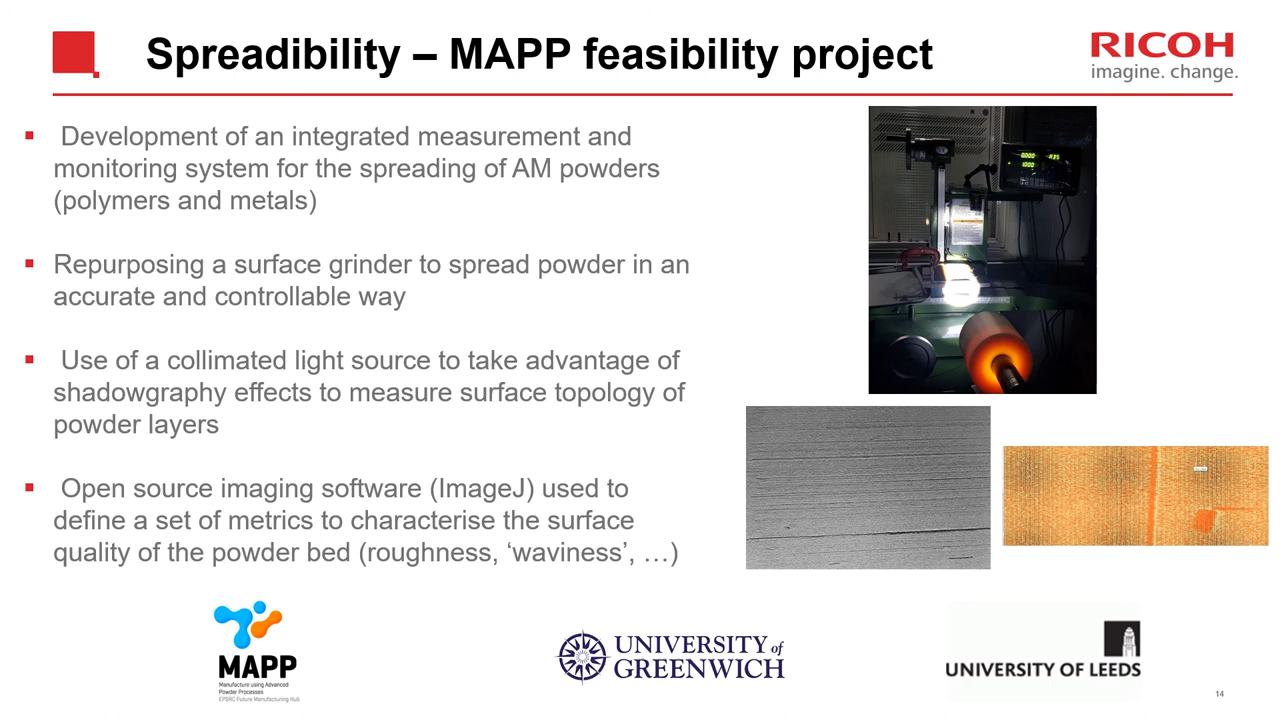 Spreadibility – MAPP feasibility project
RICOH
imagine. change.
▪ Development of an integrated measurement and
monitoring system for the spreading of AM powders
(polymers and metals)
▪ Repurposing a surface grinder to spread powder in an
accurate and controllable way
▪ Use of a collimated light source to take advantage of
shadowgraphy effects to measure surface topology of
powder layers
▪ Open source imaging software (ImageJ) used to
define a set of metrics to characterise the surface
quality of the powder bed (roughness, ‘waviness’, …)
MAPP
Manufacture using Advanced
Powder Processes
EPSRC Future Manufacturing Hub
UNIVERSITY of
GREENWICH
UNIVERSITY OF LEEDS
14